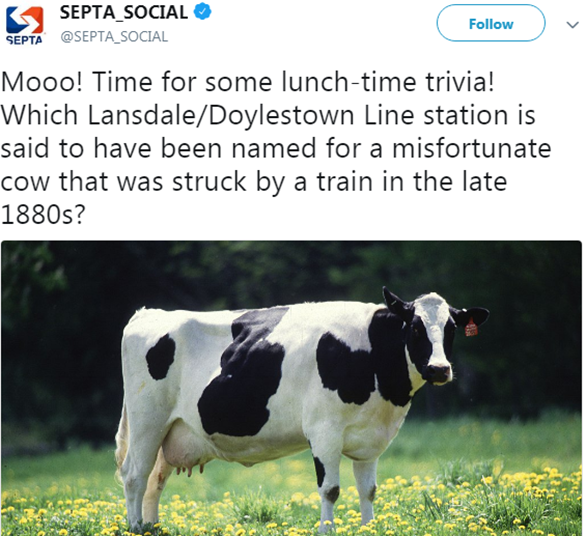 SEPTA_SOCIAL
SEPTA
@SEPTA_SOCIAL
Follow
Mooo! Time for some lunch-time trivia!
Which Lansdale/Doylestown Line station is
said to have been named for a misfortunate
cow that was struck by a train in the late
1880s?